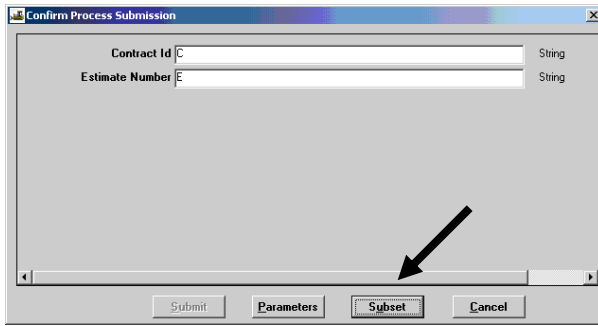 Confirm Process Submission
Contract Id C String
Estimate Number E String
Submit Parameters Subset Cancel